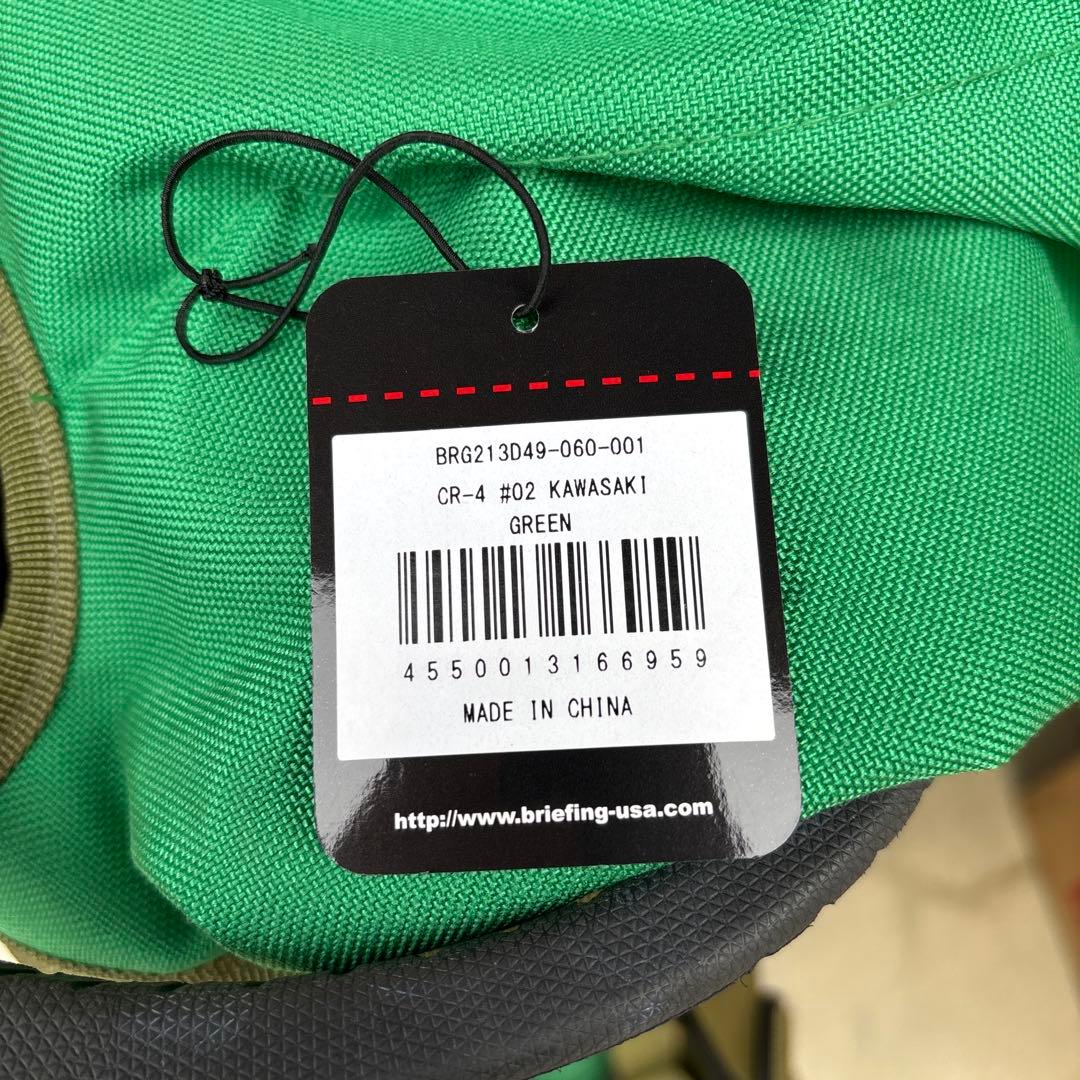 BRG213D49-060-001
CR-4 #02 KAWASAKI
GREEN
4550013166959
MADE IN CHINA
http://www.briefing-usa.com